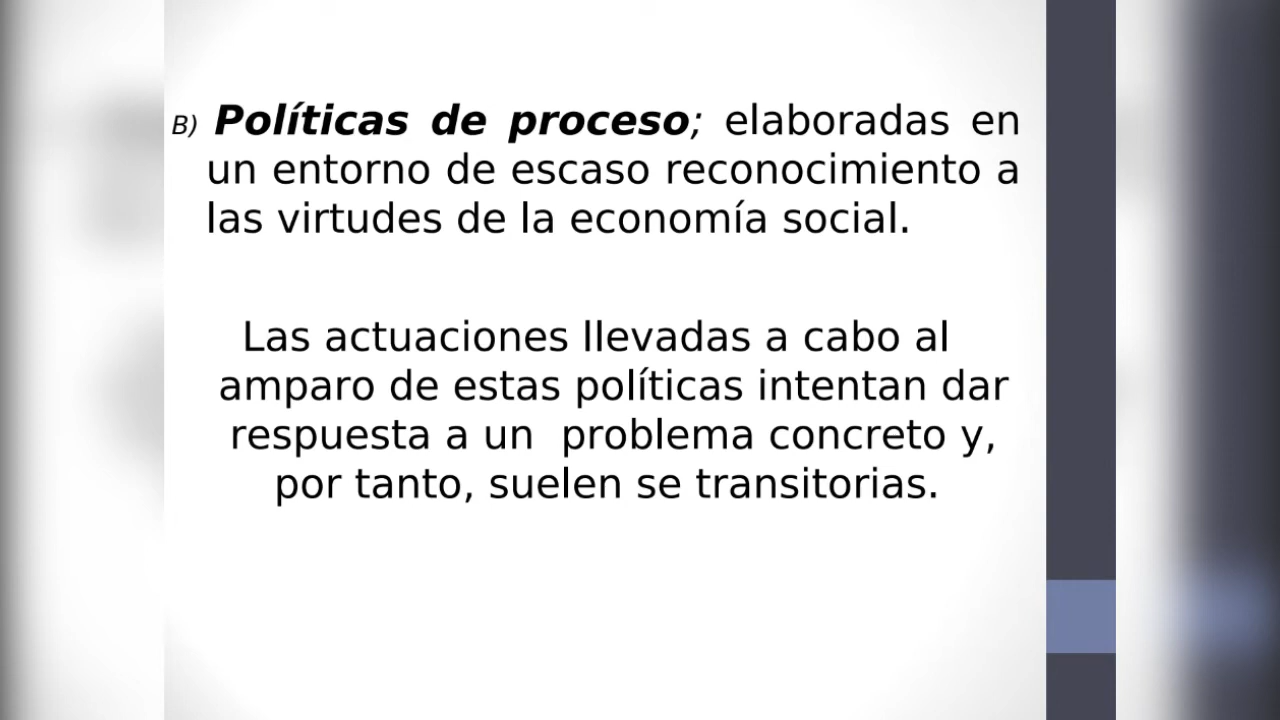 B) Políticas de proceso; elaboradas en
un entorno de escaso reconocimiento a
las virtudes de la economía social.
Las actuaciones llevadas a cabo al
amparo de estas políticas intentan dar
respuesta a un  problema concreto y,
por tanto, suelen se transitorias.